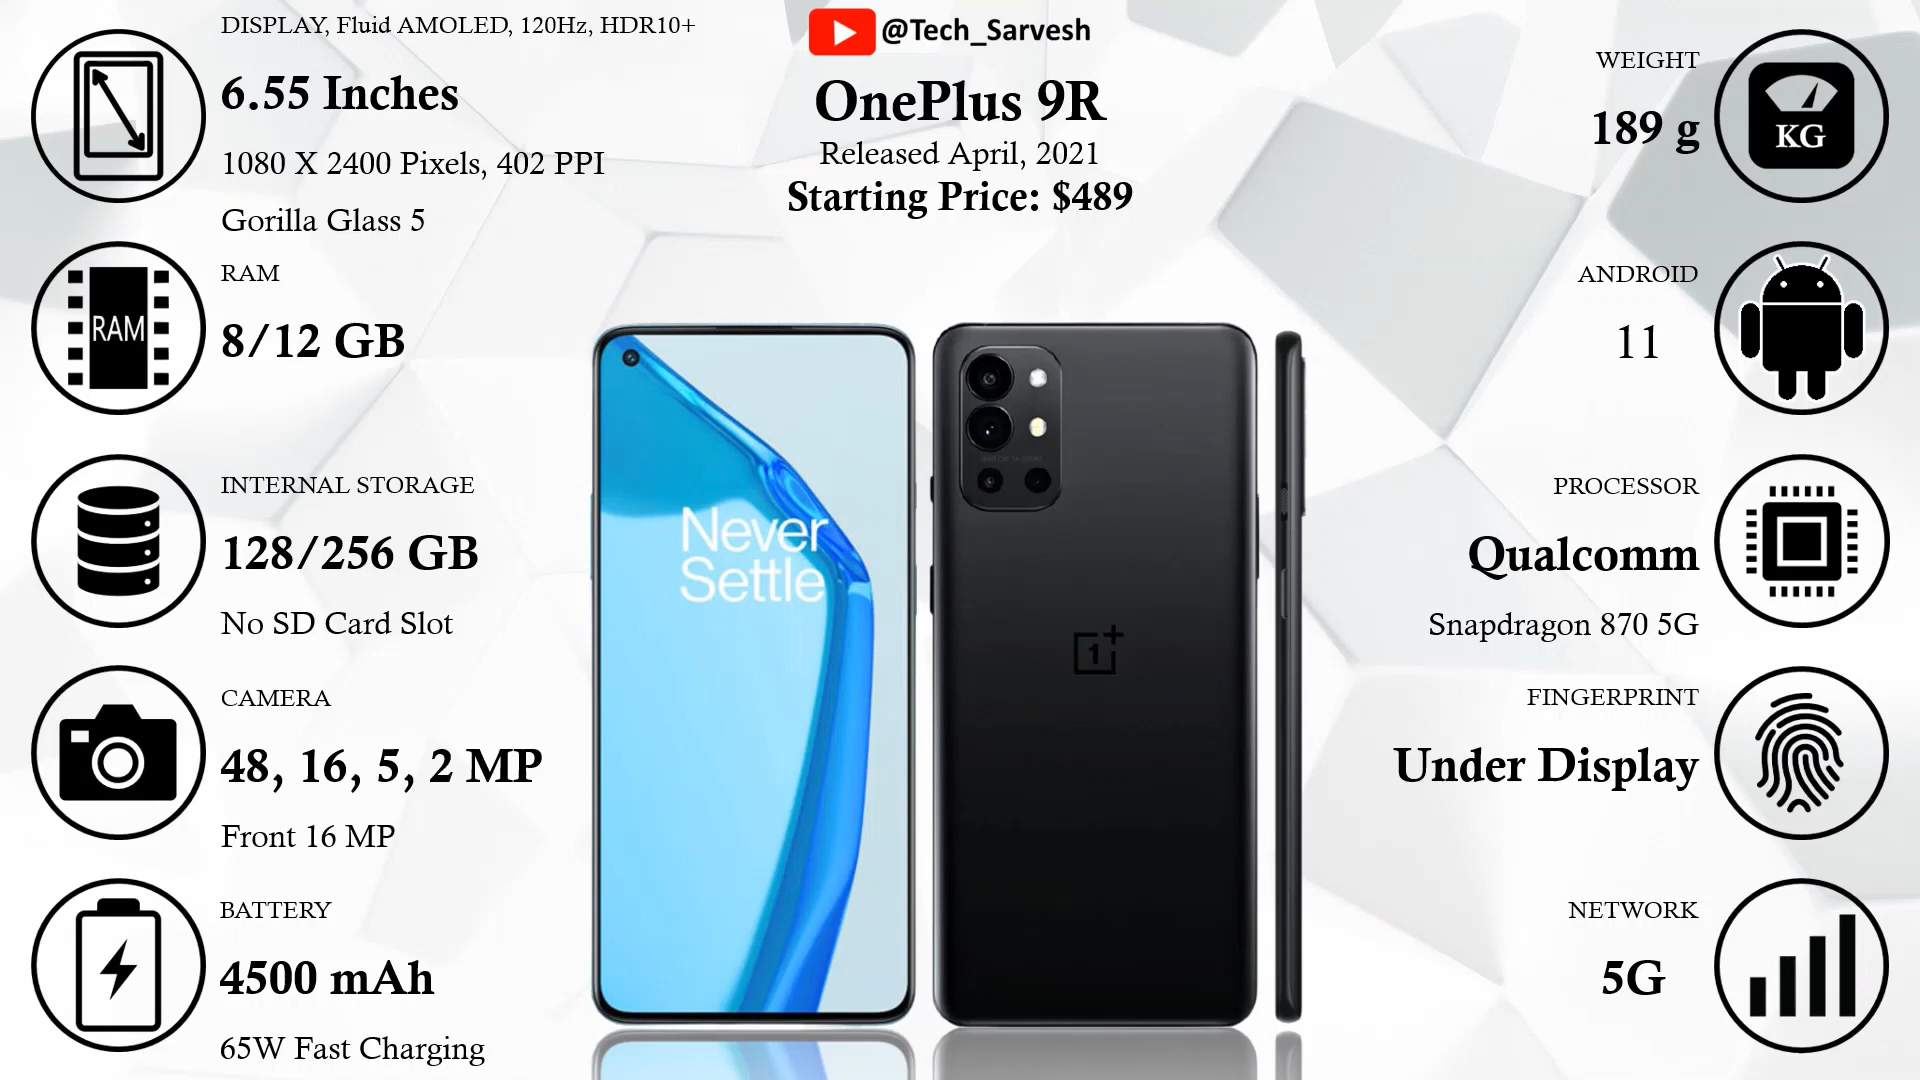 @Tech_Sarvesh
OnePlus 9R
Released April, 2021
Starting Price: $489
DISPLAY, Fluid AMOLED, 120Hz, HDR10+
6.55 Inches
1080 X 2400 Pixels, 402 PPI
Gorilla Glass 5
RAM
RAM
8/12 GB
INTERNAL STORAGE
128/256 GB
No SD Card Slot
CAMERA
48, 16, 5, 2 MP
Front 16 MP
BATTERY
4500 mAh
65W Fast Charging
Never
Settle
1+
WEIGHT
189 g
KG
ANDROID
11
PROCESSOR
Qualcomm
Snapdragon 870 5G
FINGERPRINT
Under Display
NETWORK
5G